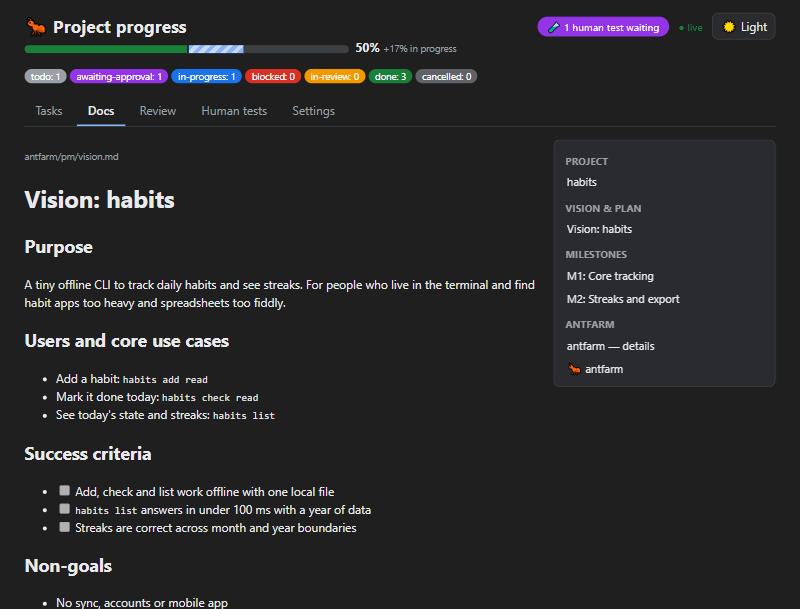 Project progress
1 human test waiting
live
Light
50% +17% in progress
todo: 1
awaiting-approval: 1
in-progress: 1
blocked: 0
in-review: 0
done: 3
cancelled: 0
Tasks
Docs
Review
Human tests
Settings
antfarm/pm/vision.md
Vision: habits
Purpose
A tiny offline CLI to track daily habits and see streaks. For people who live in the terminal and find
habit apps too heavy and spreadsheets too fiddly.
Users and core use cases
Add a habit: habits add read
Mark it done today: habits check read
See today's state and streaks: habits list
Success criteria
Add, check and list work offline with one local file
habits list answers in under 100 ms with a year of data
Streaks are correct across month and year boundaries
Non-goals
No sync, accounts or mobile app
PROJECT
habits
VISION & PLAN
Vision: habits
MILESTONES
M1: Core tracking
M2: Streaks and export
ANTFARM
antfarm — details
antfarm